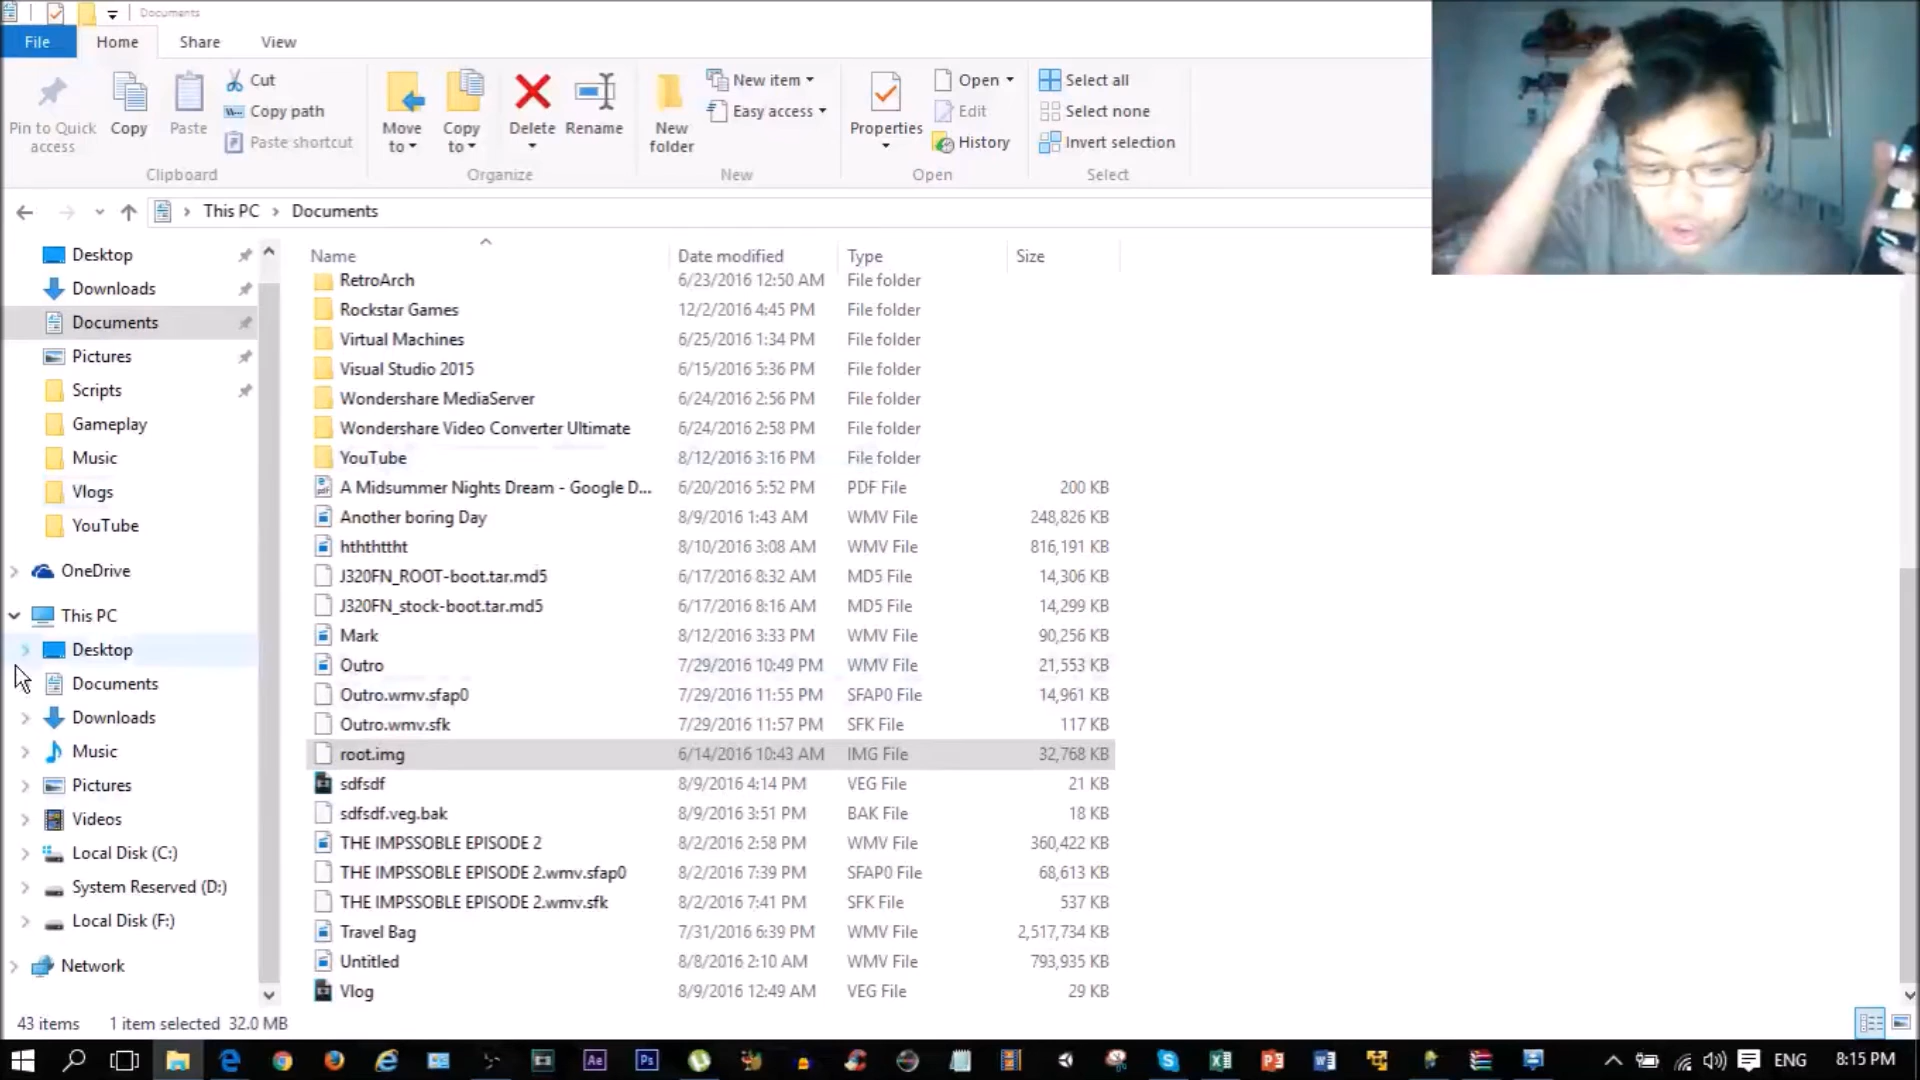 Documents
File Home Share View
Pin to Quick access
Copy
Paste
Cut
Copy path
Paste shortcut
Clipboard
Move to
Copy to
Delete
Rename
Organize
New folder
New item
Easy access
New
Properties
Open
Edit
History
Open
Select all
Select none
Invert selection
Select
This PC > Documents
Desktop
Downloads
Documents
Pictures
Scripts
Gameplay
Music
Vlogs
YouTube
OneDrive
This PC
Desktop
Documents
Downloads
Music
Pictures
Videos
Local Disk (C:)
System Reserved (D:)
Local Disk (F:)
Network
Name Date modified Type Size
RetroArch 6/23/2016 12:50 AM File folder
Rockstar Games 12/2/2016 4:45 PM File folder
Virtual Machines 6/25/2016 1:34 PM File folder
Visual Studio 2015 6/15/2016 5:36 PM File folder
Wondershare MediaServer 6/24/2016 2:56 PM File folder
Wondershare Video Converter Ultimate 6/24/2016 2:58 PM File folder
YouTube 8/12/2016 3:16 PM File folder
A Midsummer Nights Dream - Google D... 6/20/2016 5:52 PM PDF File 200 KB
Another boring Day 8/9/2016 1:43 AM WMV File 248,826 KB
hththttht 8/10/2016 3:08 AM WMV File 816,191 KB
J320FN_ROOT-boot.tar.md5 6/17/2016 8:32 AM MD5 File 14,306 KB
J320FN_stock-boot.tar.md5 6/17/2016 8:16 AM MD5 File 14,299 KB
Mark 8/12/2016 3:33 PM WMV File 90,256 KB
Outro 7/29/2016 10:49 PM WMV File 21,553 KB
Outro.wmv.sfap0 7/29/2016 11:55 PM SFAP0 File 14,961 KB
Outro.wmv.sfk 7/29/2016 11:57 PM SFK File 117 KB
root.img 6/14/2016 10:43 AM IMG File 32,768 KB
sdfsdf 8/9/2016 4:14 PM VEG File 21 KB
sdfsdf.veg.bak 8/9/2016 3:51 PM BAK File 18 KB
THE IMPSSOBLE EPISODE 2 8/2/2016 2:58 PM WMV File 360,422 KB
THE IMPSSOBLE EPISODE 2.wmv.sfap0 8/2/2016 7:39 PM SFAP0 File 68,613 KB
THE IMPSSOBLE EPISODE 2.wmv.sfk 8/2/2016 7:41 PM SFK File 537 KB
Travel Bag 7/31/2016 6:39 PM WMV File 2,517,734 KB
Untitled 8/8/2016 2:10 AM WMV File 793,935 KB
Vlog 8/9/2016 12:49 AM VEG File 29 KB
43 items 1 item selected 32.0 MB
Ae Ps ENG 8:15 PM